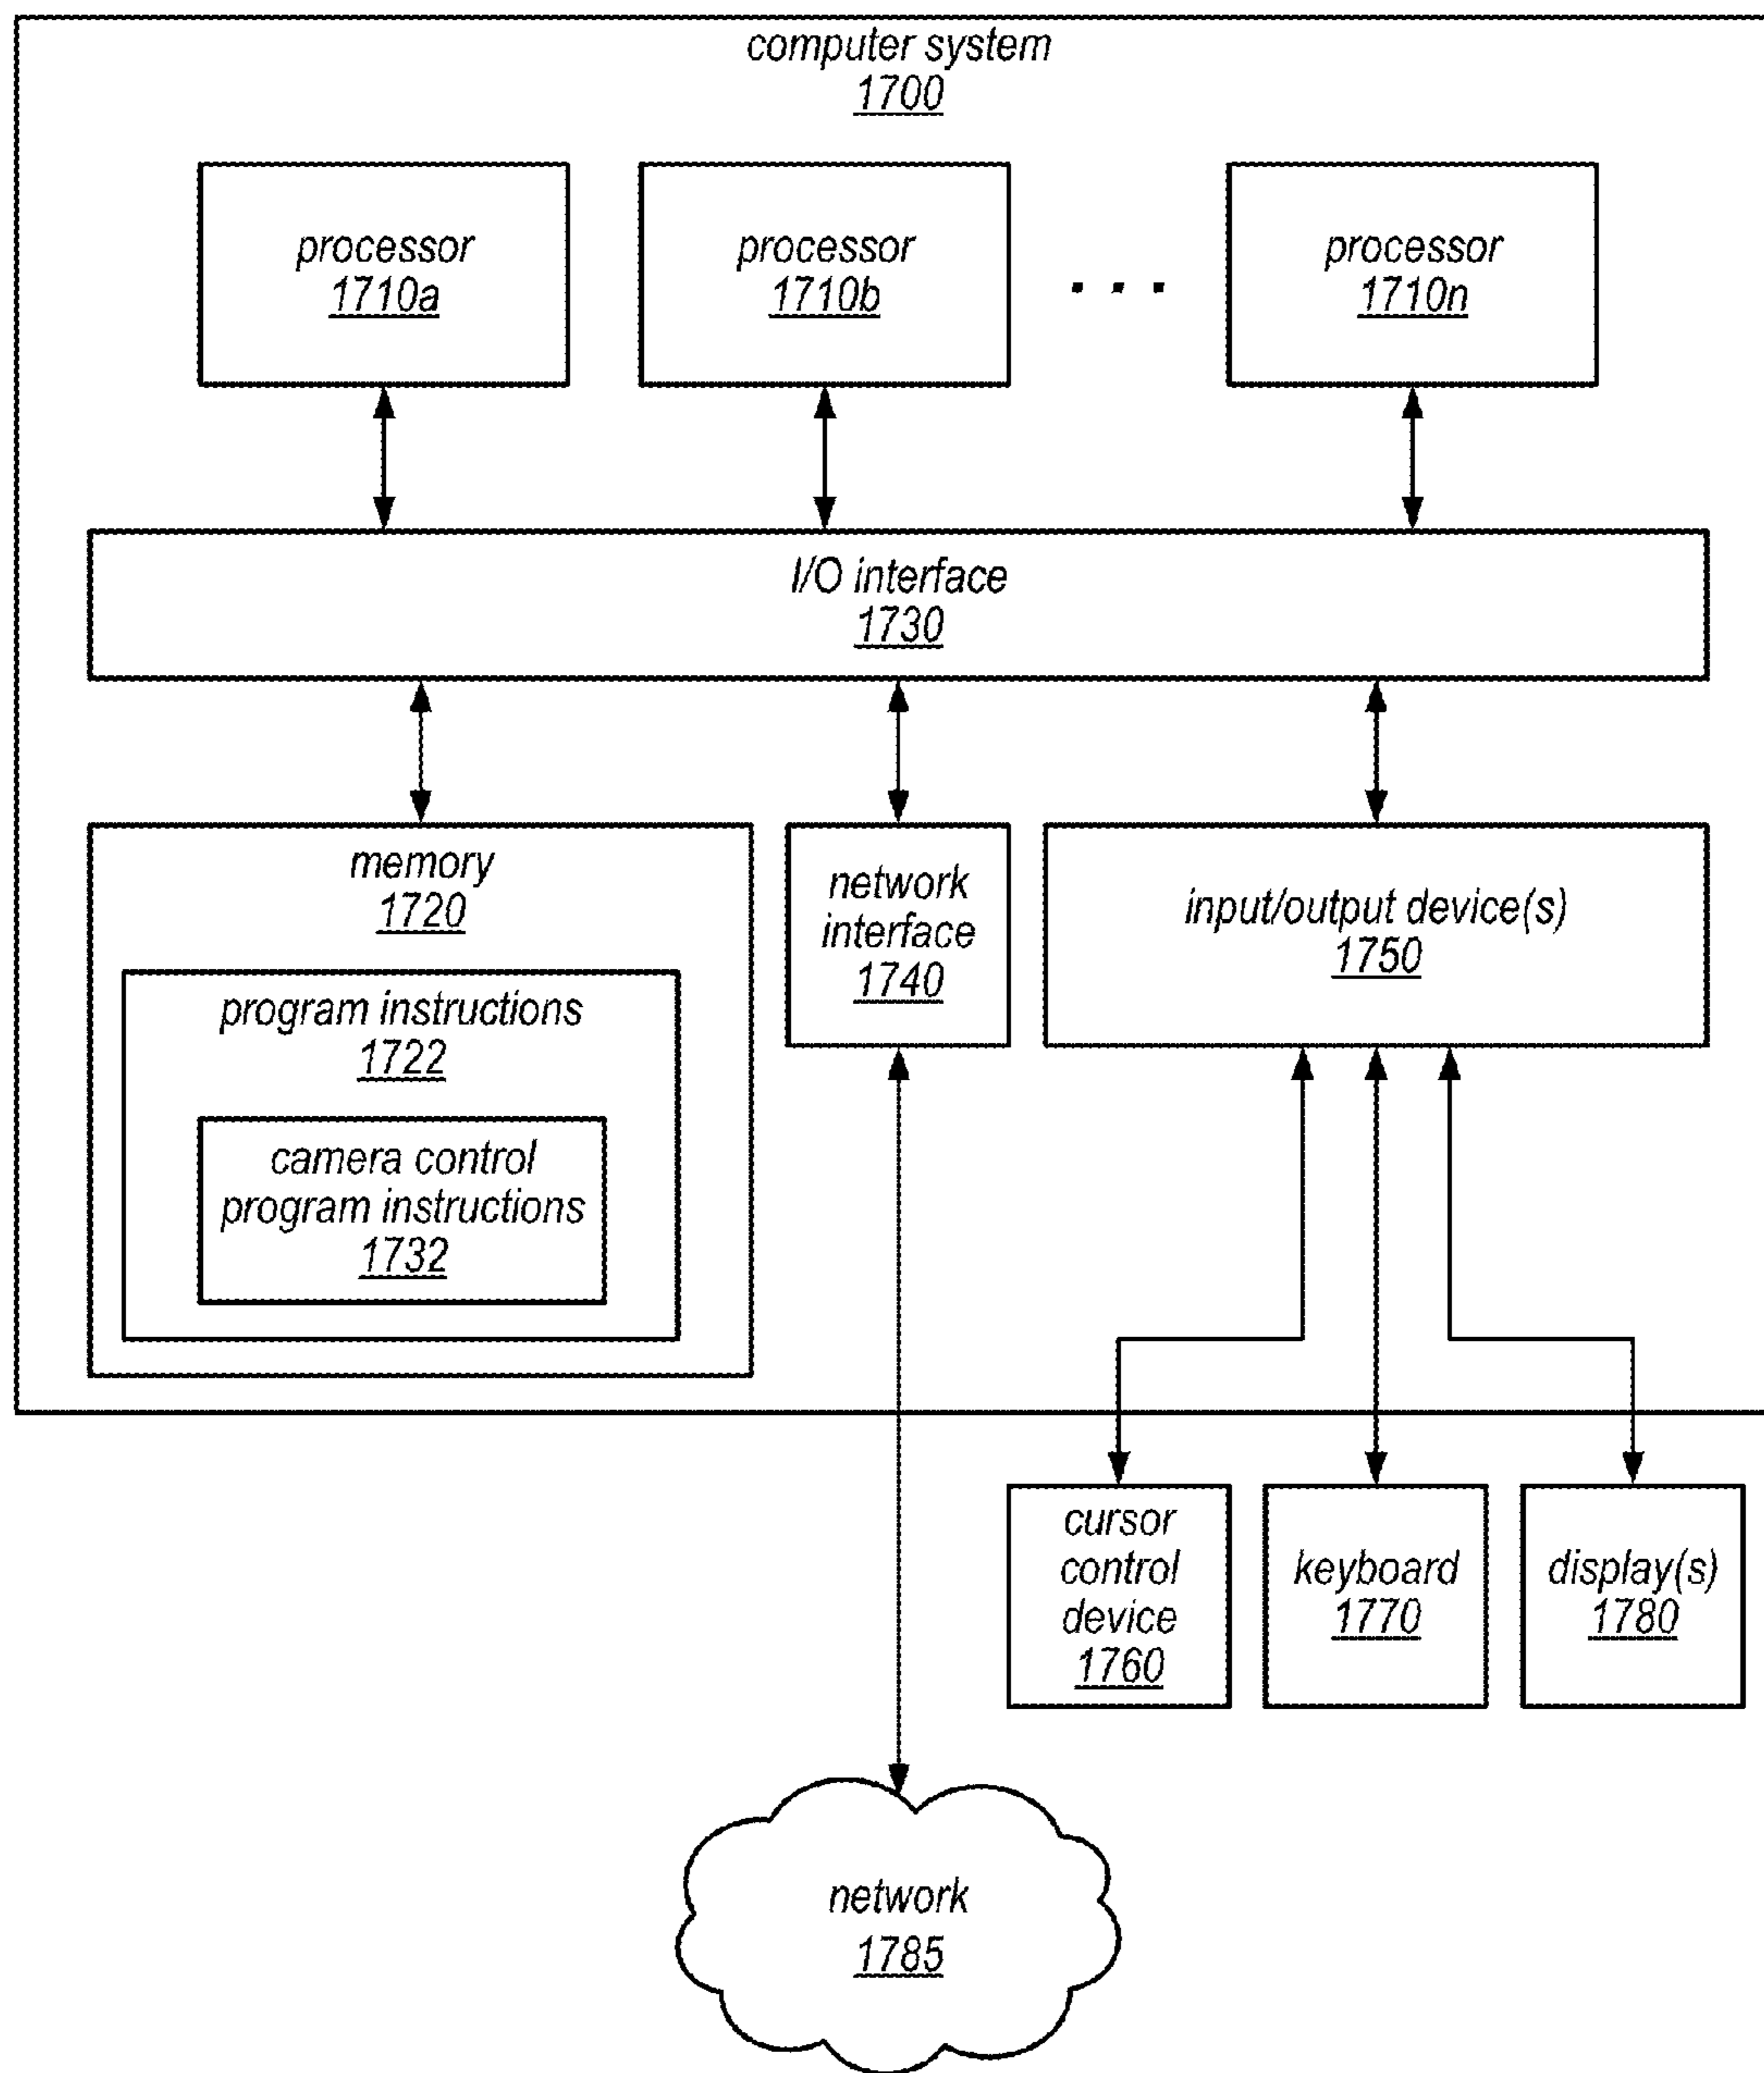 computer system
1700
processor
1710a
processor
1710b
. . .
processor
1710n
I/O interface
1730
memory
1720
program instructions
1722
camera control
program instructions
1732
network
interface
1740
input/output device(s)
1750
cursor
control
device
1760
keyboard
1770
display(s)
1780
network
1785